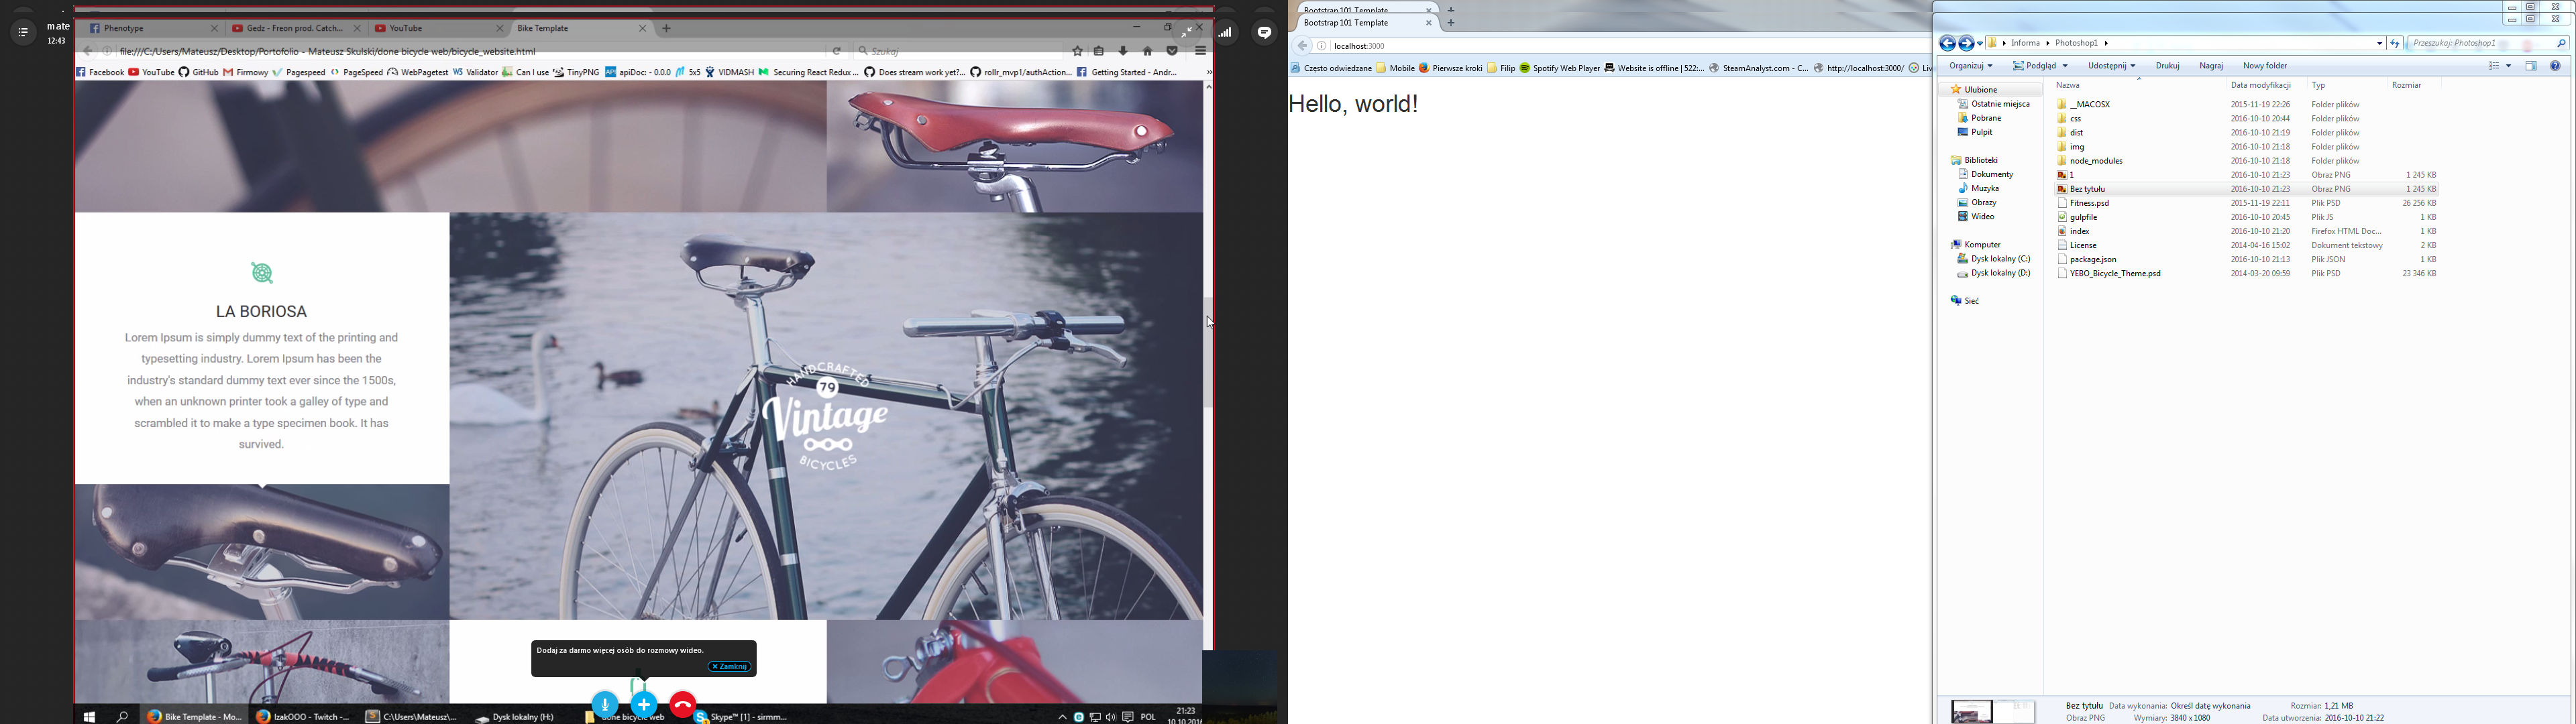 mate
12:43
Phenotype
Gedz - Freon prod. Catch...
YouTube
Bike Template
file:///C:/Users/Mateusz/Desktop/Portofolio - Mateusz Skulski/done bicycle web/bicycle_website.html
Szukaj
Facebook YouTube GitHub Firmowy Pagespeed PageSpeed WebPagetest Validator Can I use TinyPNG apiDoc - 0.0.0 5x5 VIDMASH Securing React Redux ... Does stream work yet?... rollr_mvp1/authAction... Getting Started - Andr...
LA BORIOSA
Lorem Ipsum is simply dummy text of the printing and
typesetting industry. Lorem Ipsum has been the
industry's standard dummy text ever since the 1500s,
when an unknown printer took a galley of type and
scrambled it to make a type specimen book. It has
survived.
HANDCRAFTED
79
Vintage
BICYCLES
Dodaj za darmo więcej osób do rozmowy wideo.
× Zamknij
Bike Template - Mo...
IzakOOO - Twitch -...
C:\Users\Mateusz\...
Dysk lokalny (H:)
done bicycle web
Skype™ [1] - sirmm...
POL
21:23
10.10.2016
Bootstrap 101 Template
Bootstrap 101 Template
localhost:3000
Często odwiedzane Mobile Pierwsze kroki Filip Spotify Web Player Website is offline | 522:... SteamAnalyst.com - C... http://localhost:3000/ Liv
Hello, world!
Informa ▸ Photoshop1 ▸
Przeszukaj: Photoshop1
Organizuj Podgląd Udostępnij Drukuj Nagraj Nowy folder
Ulubione
Ostatnie miejsca
Pobrane
Pulpit
Biblioteki
Dokumenty
Muzyka
Obrazy
Wideo
Komputer
Dysk lokalny (C:)
Dysk lokalny (D:)
Sieć
Nazwa Data modyfikacji Typ Rozmiar
__MACOSX 2015-11-19 22:26 Folder plików
css 2016-10-10 20:44 Folder plików
dist 2016-10-10 21:19 Folder plików
img 2016-10-10 21:18 Folder plików
node_modules 2016-10-10 21:18 Folder plików
1 2016-10-10 21:23 Obraz PNG 1 245 KB
Bez tytułu 2016-10-10 21:23 Obraz PNG 1 245 KB
Fitness.psd 2015-11-19 22:11 Plik PSD 26 256 KB
gulpfile 2016-10-10 20:45 Plik JS 1 KB
index 2016-10-10 21:20 Firefox HTML Doc... 1 KB
License 2014-04-16 15:02 Dokument tekstowy 2 KB
package.json 2016-10-10 21:13 Plik JSON 1 KB
YEBO_Bicycle_Theme.psd 2014-03-20 09:59 Plik PSD 23 346 KB
Bez tytułu Data wykonania: Określ datę wykonania Rozmiar: 1,21 MB
Obraz PNG Wymiary: 3840 x 1080 Data utworzenia: 2016-10-10 21:22